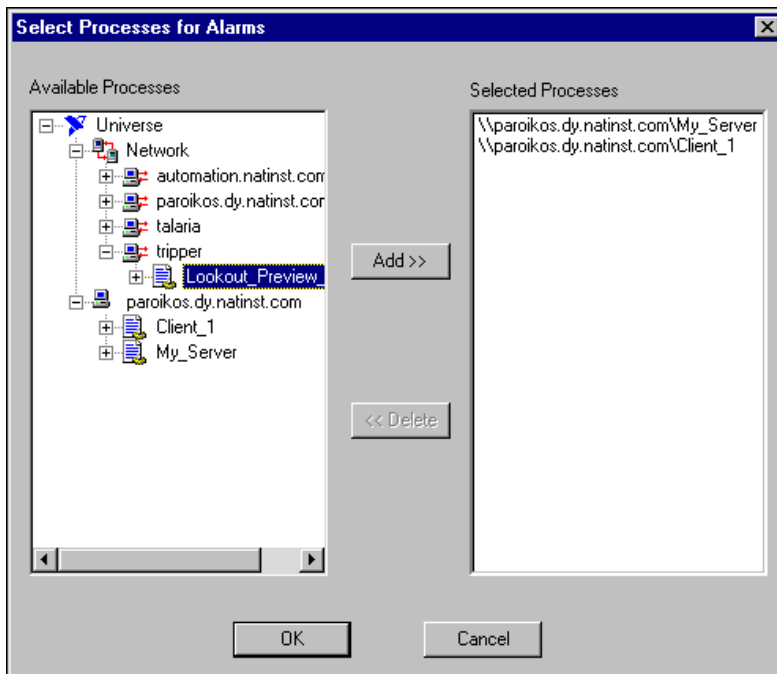 Select Processes for Alarms
Available Processes
Universe
Network
automation.natinst.com
paroikos.dy.natinst.cor
talaria
tripper
Lookout_Preview_
paroikos.dy.natinst.com
Client_1
My_Server
Add >>
<< Delete
Selected Processes
\\paroikos.dy.natinst.com\My_Server
\\paroikos.dy.natinst.com\Client_1
OK
Cancel